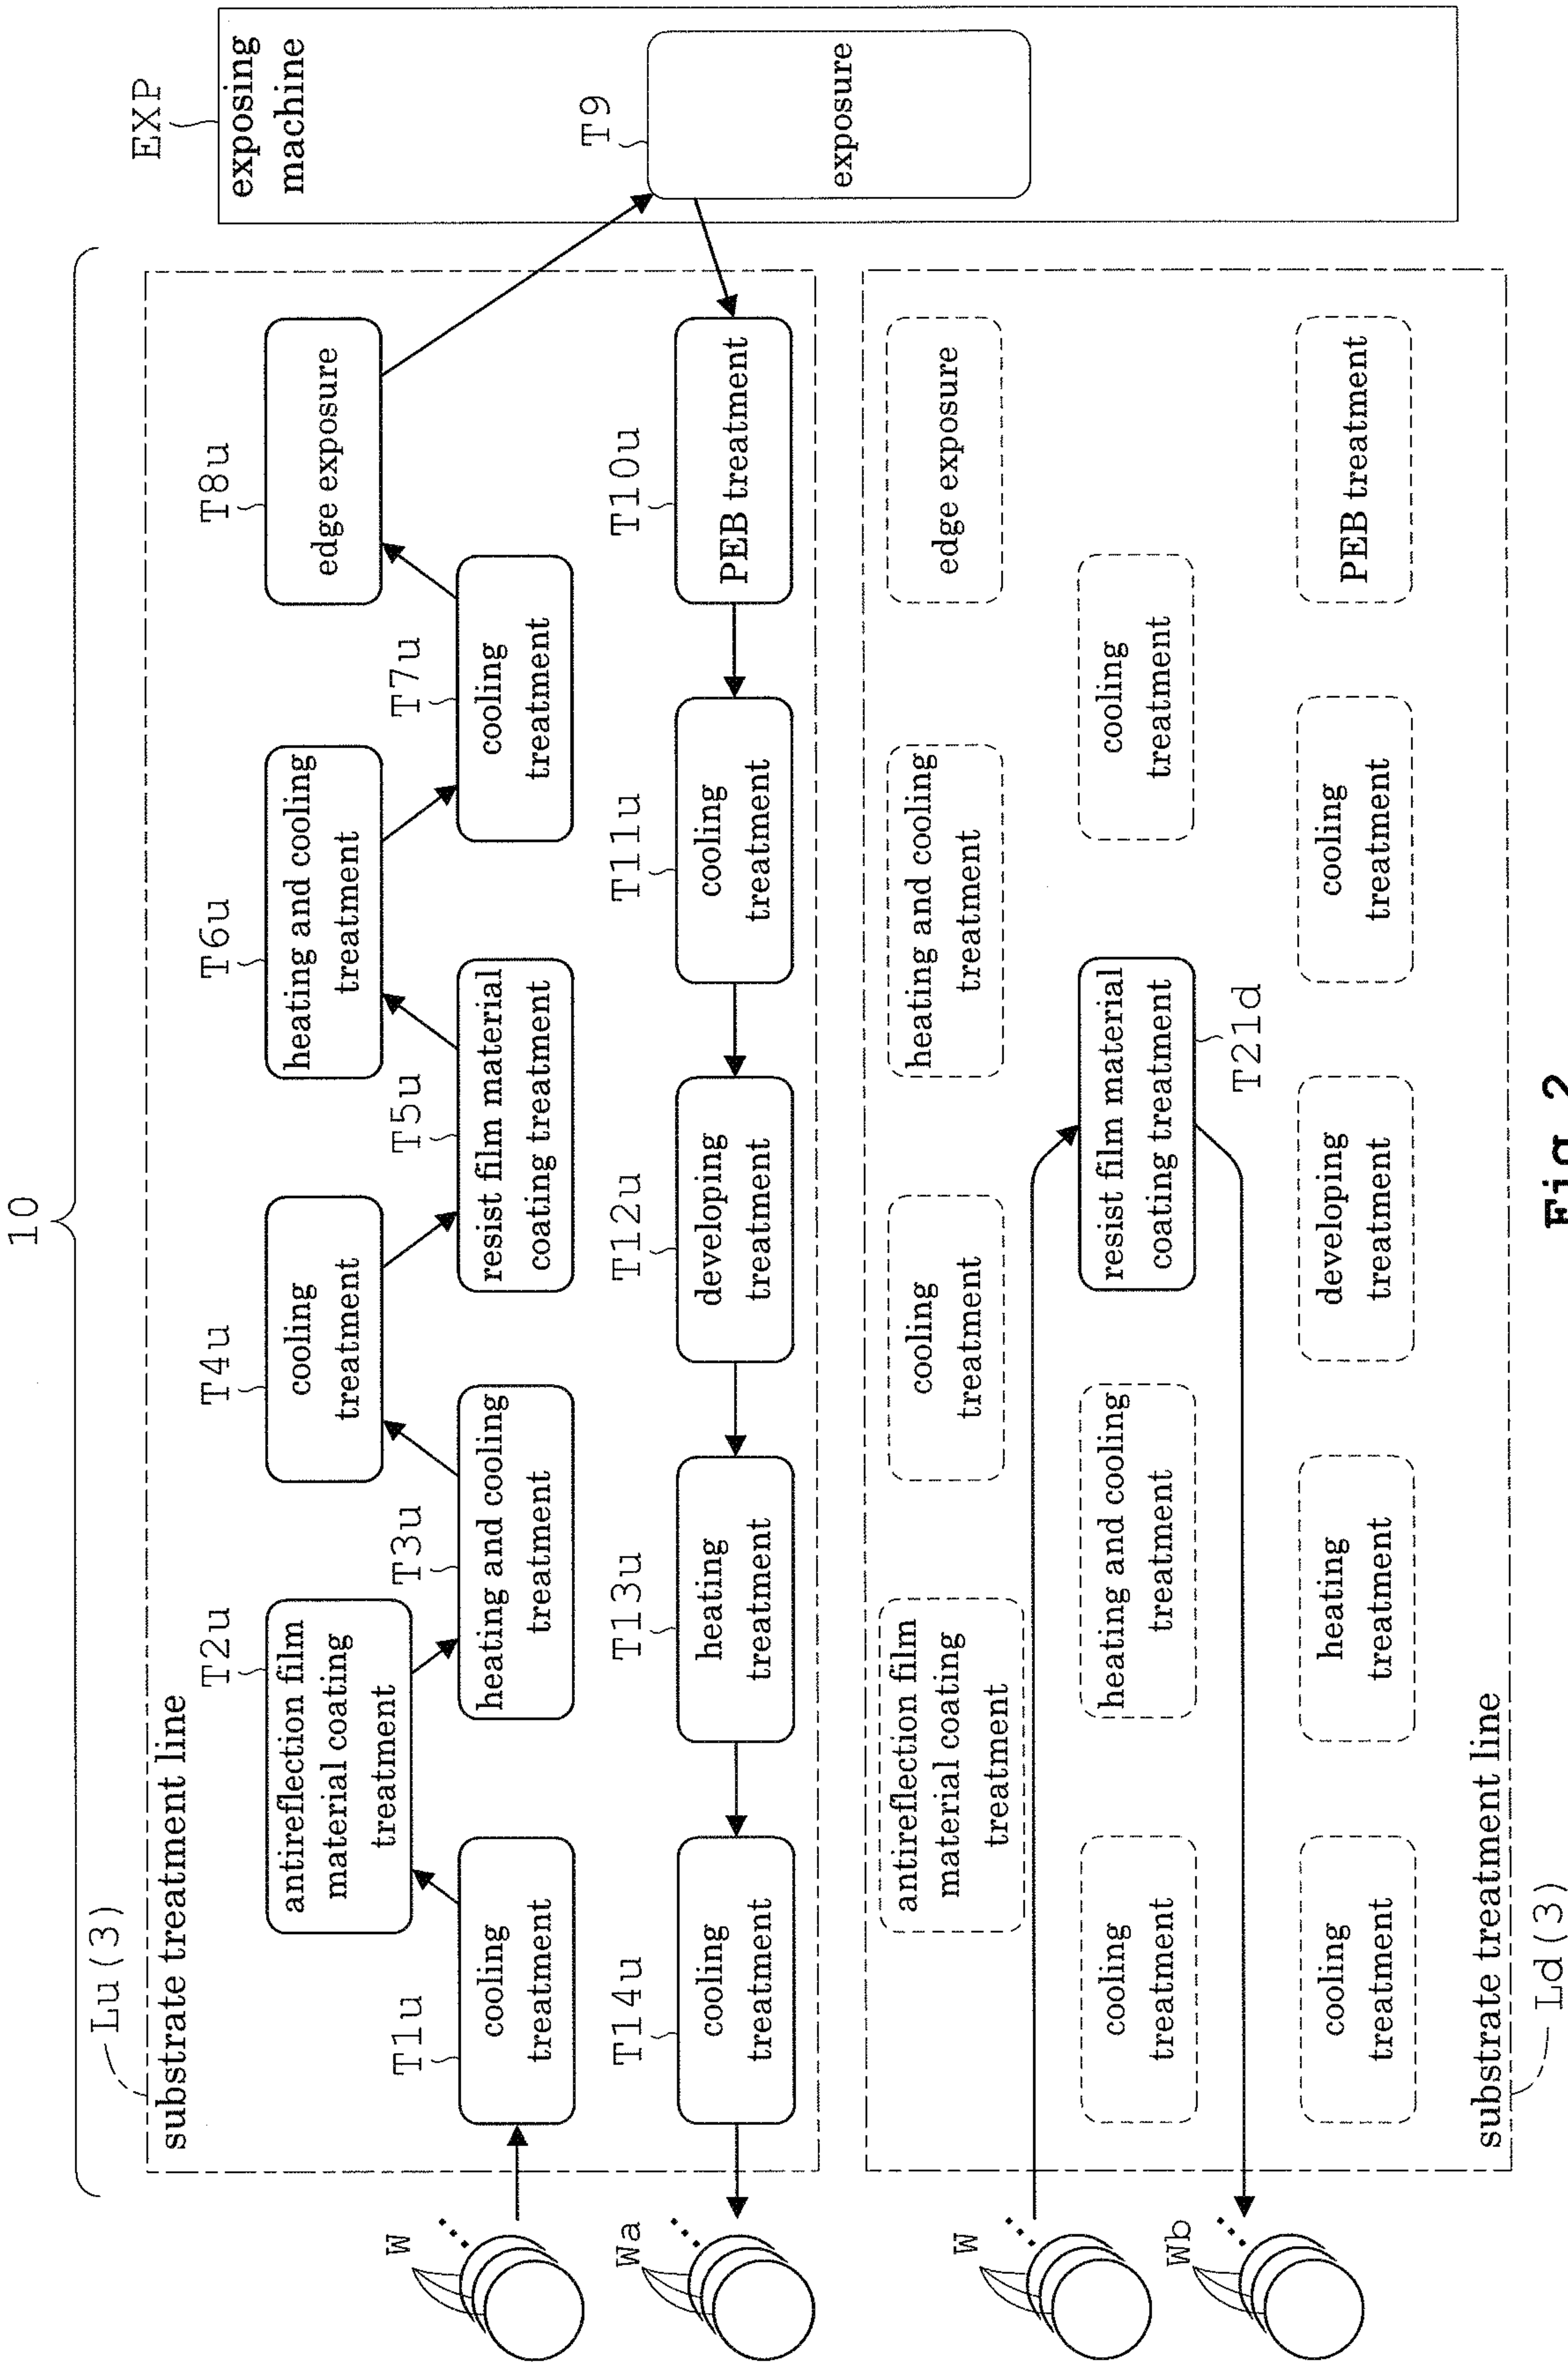 10
EXP
exposing
machine
T9
exposure
Lu(3)
substrate treatment line
T2u
antireflection film
material coating
treatment
T4u
cooling
treatment
T6u
heating and cooling
treatment
T8u
edge exposure
W
T1u
cooling
treatment
T3u
heating and cooling
treatment
T5u
resist film material
coating treatment
T7u
cooling
treatment
Wa
T14u
cooling
treatment
T13u
heating
treatment
T12u
developing
treatment
T11u
cooling
treatment
T10u
PEB treatment
antireflection film
material coating
treatment
cooling
treatment
heating and cooling
treatment
edge exposure
W
cooling
treatment
heating and cooling
treatment
resist film material
coating treatment
T21d
cooling
treatment
Wb
cooling
treatment
heating
treatment
developing
treatment
cooling
treatment
PEB treatment
substrate treatment line
Ld(3)
Fig. 2